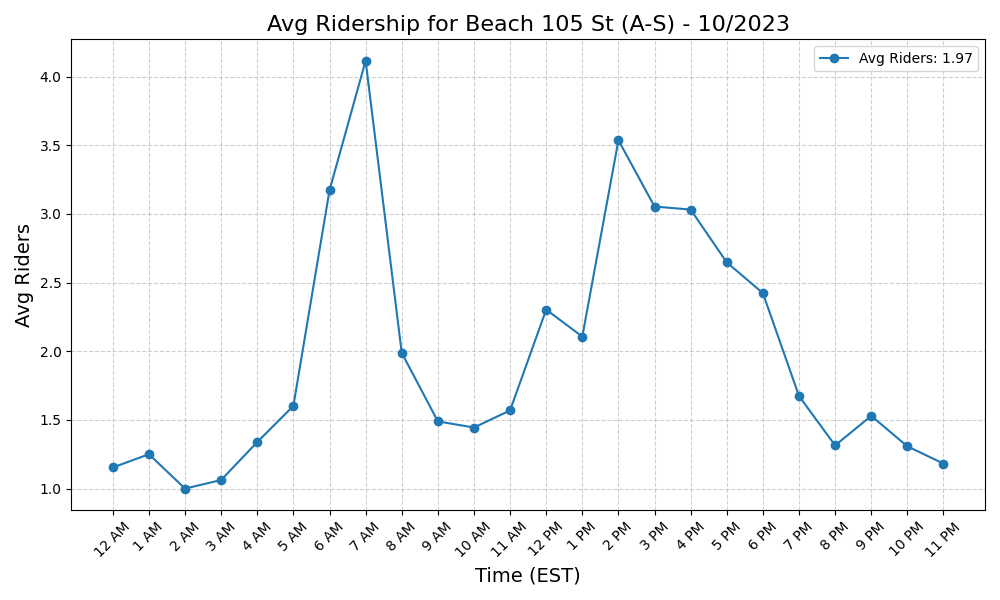 Avg Ridership for Beach 105 St (A-S) - 10/2023
Avg Riders: 1.97
Avg Riders
4.0
3.5
3.0
2.5
2.0
1.5
1.0
12 AM
1 AM
2 AM
3 AM
4 AM
5 AM
6 AM
7 AM
8 AM
9 AM
10 AM
11 AM
12 PM
1 PM
2 PM
3 PM
4 PM
5 PM
6 PM
7 PM
8 PM
9 PM
10 PM
11 PM
Time (EST)